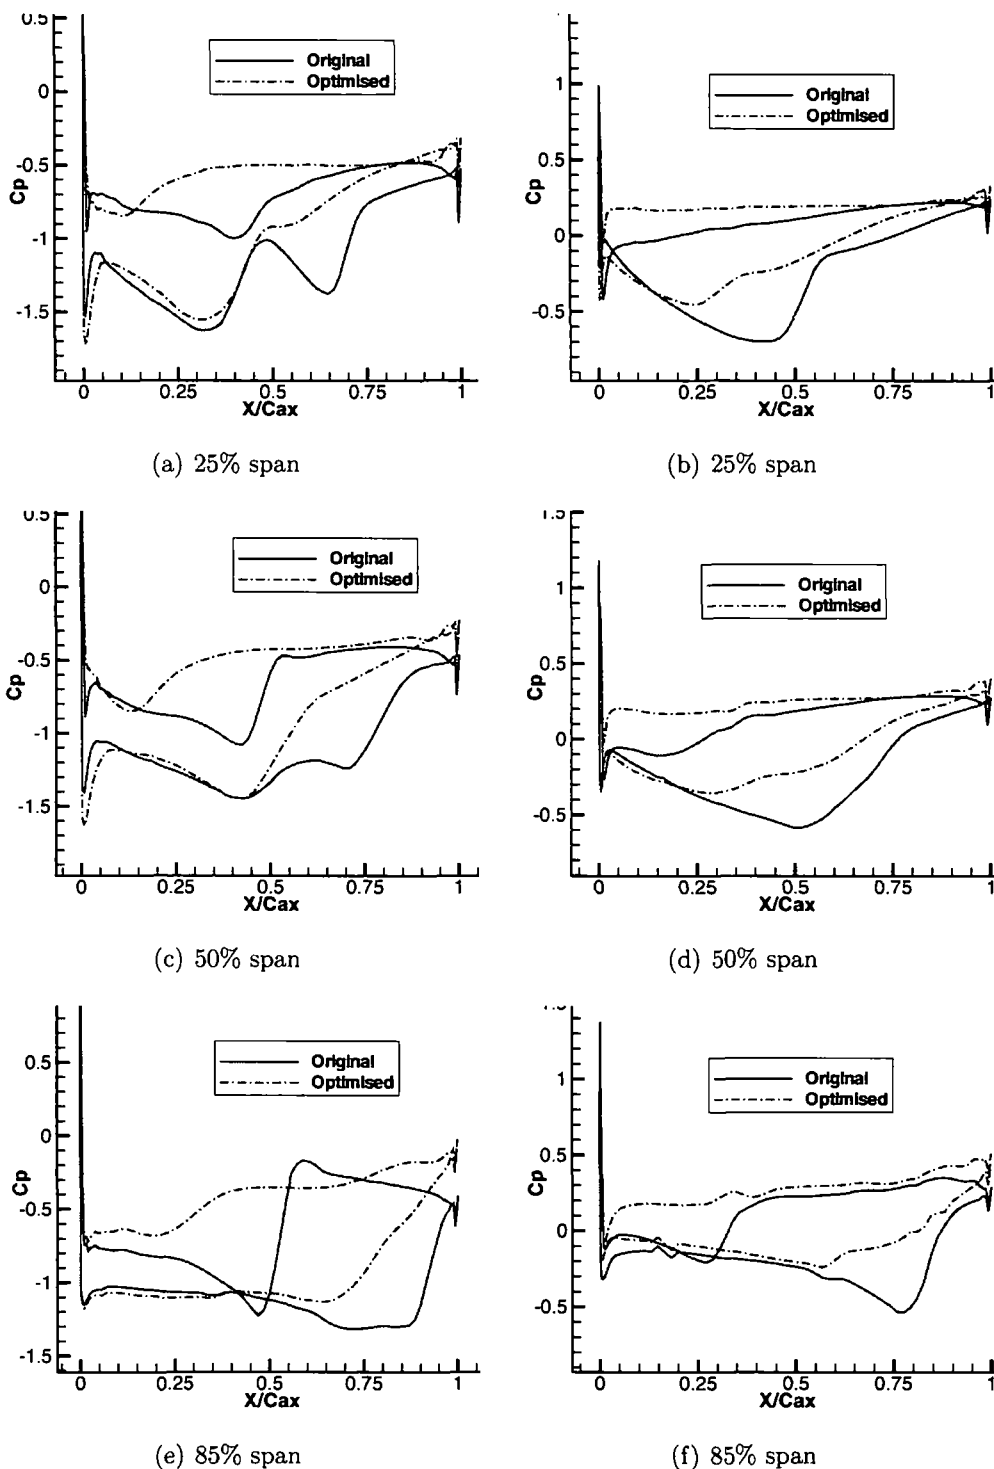 0.5
0
-0.5
-1
-1.5
Cp
Original
Optimised
0 0.25 0.5 0.75 1
X/Cax
(a) 25% span
1
0.5
0
-0.5
Cp
Original
Optimised
0 0.25 0.5 0.75 1
X/Cax
(b) 25% span
0.5
0
-0.5
-1
-1.5
Cp
Original
Optimised
0 0.25 0.5 0.75 1
X/Cax
(c) 50% span
1.5
1
0.5
0
-0.5
Cp
Original
Optimised
0 0.25 0.5 0.75 1
X/Cax
(d) 50% span
0.5
0
-0.5
-1
-1.5
Cp
Original
Optimised
0 0.25 0.5 0.75 1
X/Cax
(e) 85% span
1.5
1
0.5
0
-0.5
Cp
Original
Optimised
0 0.25 0.5 0.75 1
X/Cax
(f) 85% span